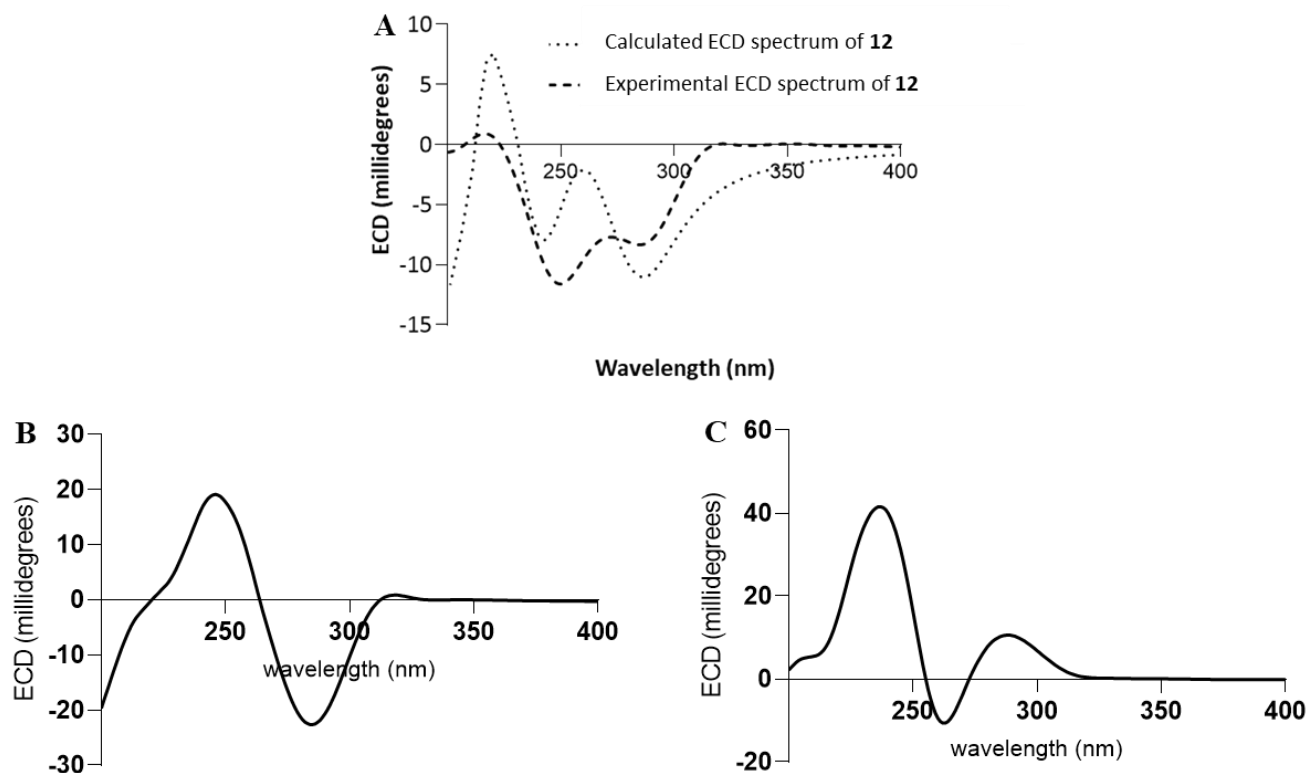 A
10
5
0
-5
-10
-15
ECD (millidegrees)
Calculated ECD spectrum of 12
Experimental ECD spectrum of 12
250
300
350
400
Wavelength (nm)
B
30
20
10
0
-10
-20
-30
ECD (millidegrees)
250
300
350
400
wavelength (nm)
C
60
40
20
0
-20
ECD (millidegrees)
250
300
350
400
wavelength (nm)